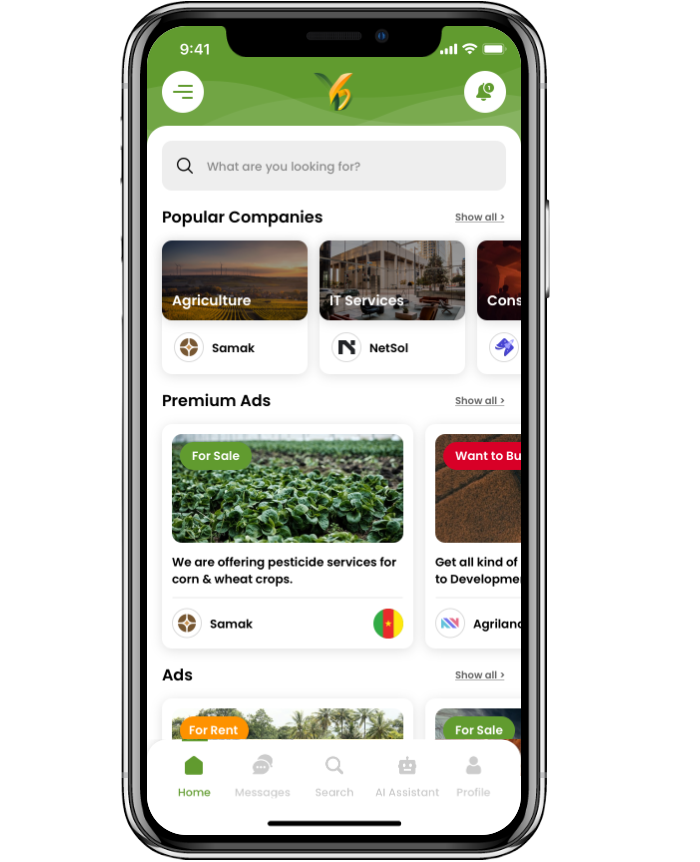 9:41
What are you looking for?
Popular Companies
Show all >
Agriculture
IT Services
Cons
Samak
NetSol
Premium Ads
Show all >
For Sale
Want to Bu
We are offering pesticide services for
corn & wheat crops.
Get all kind of
to Developme
Samak
Agriland
Ads
Show all >
For Rent
For Sale
Home
Messages
Search
AI Assistant
Profile